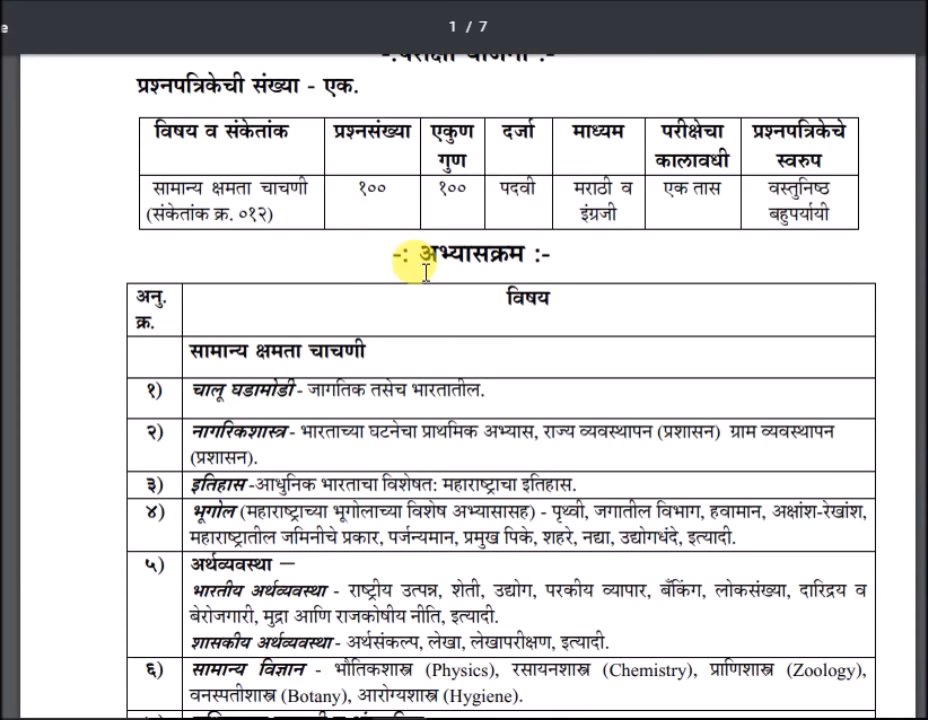 e
1 / 7
-:परीक्षा योजना :-
प्रश्नपत्रिकेची संख्या - एक.
विषय व संकेतांक प्रश्नसंख्या एकुण गुण दर्जा माध्यम परीक्षेचा कालावधी प्रश्नपत्रिकेचे स्वरुप
सामान्य क्षमता चाचणी (संकेतांक क्र. ०१२) १०० १०० पदवी मराठी व इंग्रजी एक तास वस्तुनिष्ठ बहुपर्यायी
-: अभ्यासक्रम :-
अनु. क्र. विषय
सामान्य क्षमता चाचणी
१) चालू घडामोडी- जागतिक तसेच भारतातील.
२) नागरिकशास्त्र- भारताच्या घटनेचा प्राथमिक अभ्यास, राज्य व्यवस्थापन (प्रशासन) ग्राम व्यवस्थापन
(प्रशासन).
३) इतिहास-आधुनिक भारताचा विशेषत: महाराष्ट्राचा इतिहास.
४) भूगोल (महाराष्ट्राच्या भूगोलाच्या विशेष अभ्यासासह) - पृथ्वी, जगातील विभाग, हवामान, अक्षांश-रेखांश,
महाराष्ट्रातील जमिनीचे प्रकार, पर्जन्यमान, प्रमुख पिके, शहरे, नद्या, उद्योगधंदे, इत्यादी.
५) अर्थव्यवस्था —
भारतीय अर्थव्यवस्था - राष्ट्रीय उत्पन्न, शेती, उद्योग, परकीय व्यापार, बँकिंग, लोकसंख्या, दारिद्रय व
बेरोजगारी, मुद्रा आणि राजकोषीय नीति, इत्यादी.
शासकीय अर्थव्यवस्था- अर्थसंकल्प, लेखा, लेखापरीक्षण, इत्यादी.
६) सामान्य विज्ञान - भौतिकशास्त्र (Physics), रसायनशास्त्र (Chemistry), प्राणिशास्त्र (Zoology),
वनस्पतीशास्त्र (Botany), आरोग्यशास्त्र (Hygiene).